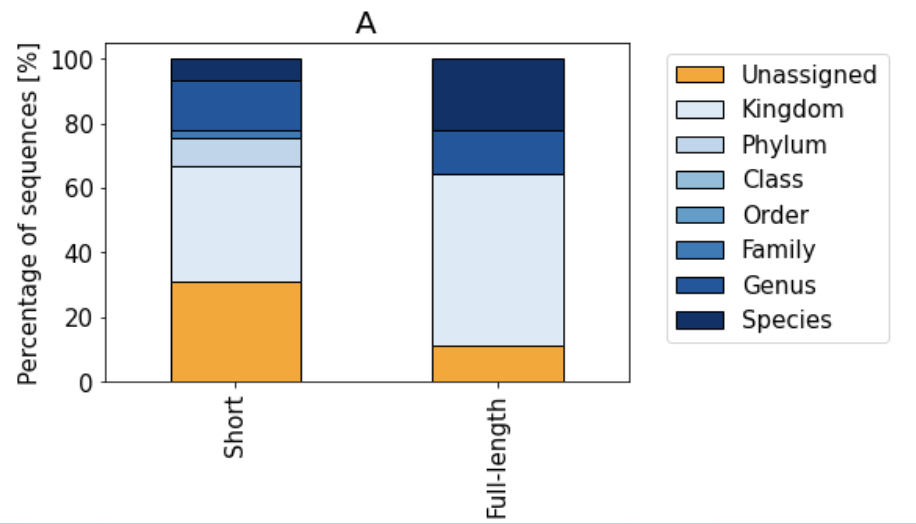 A
Percentage of sequences [%]
100
80
60
40
20
0
Short
Full-length
Unassigned
Kingdom
Phylum
Class
Order
Family
Genus
Species